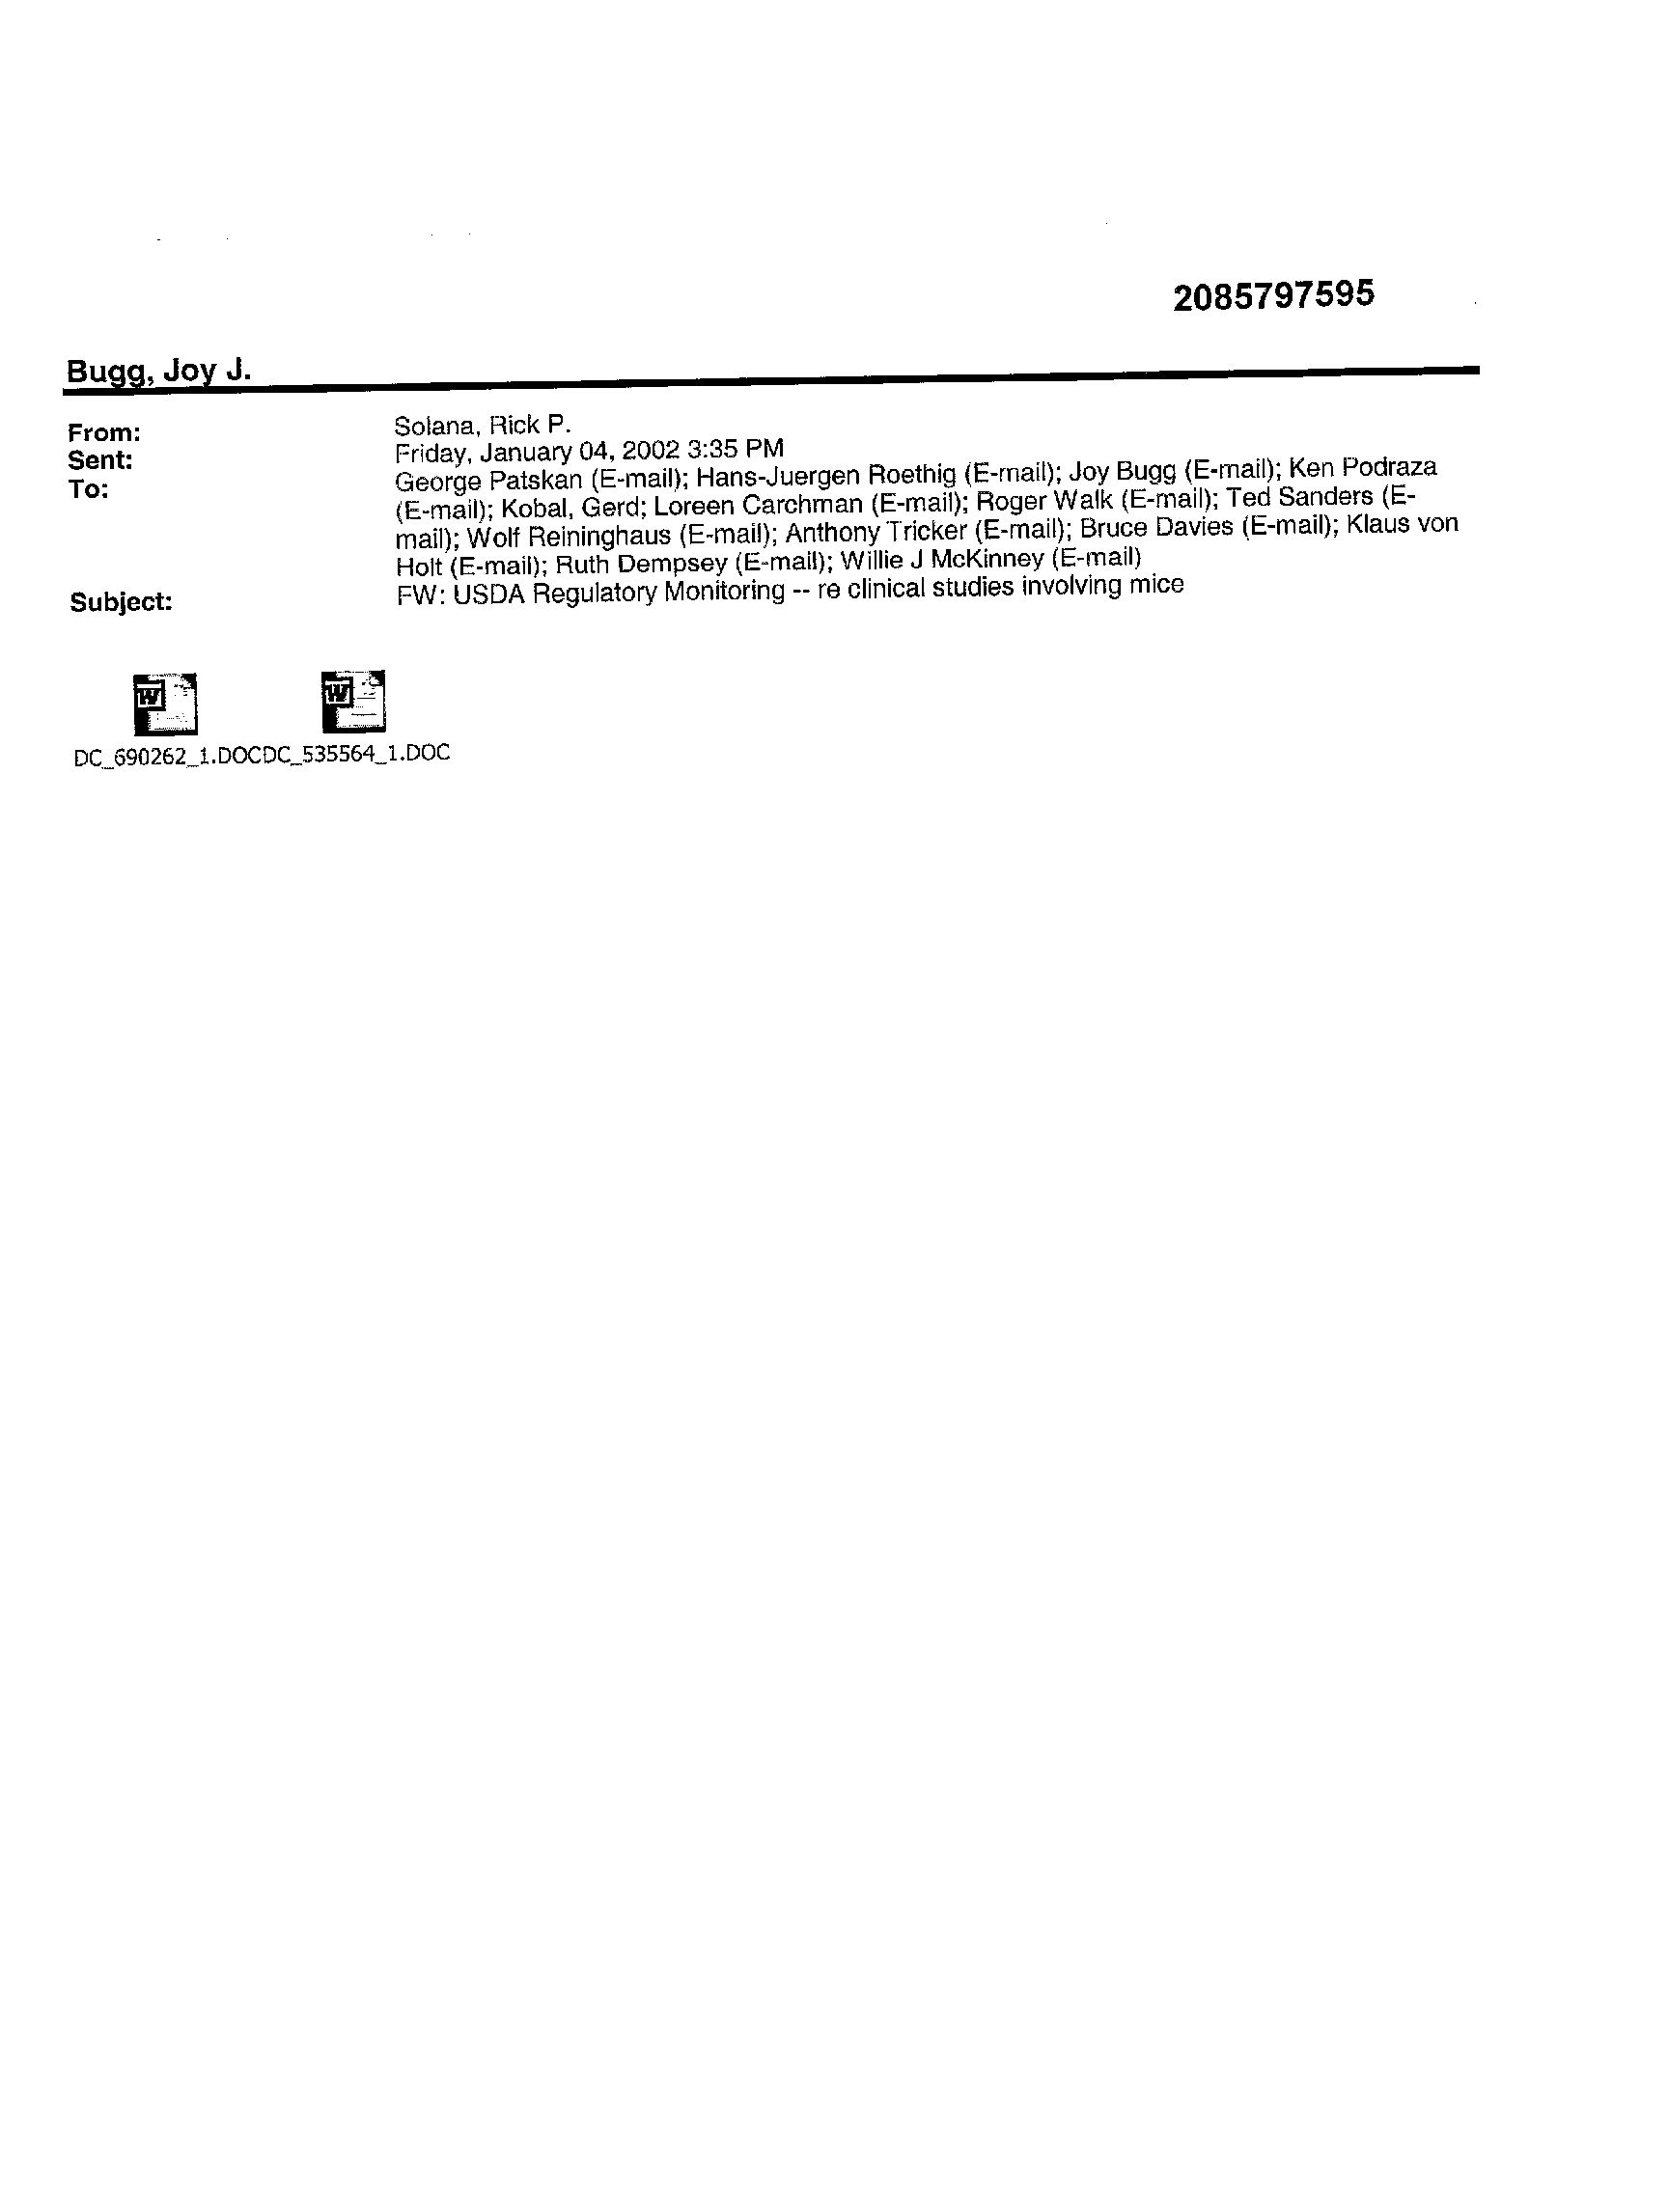 2085797595
Bugg, Joy J.
From: Solana, Rick P.
Sent: Friday, January 04, 2002 3:35 PM
To: George Patskan (E-mail); Hans-Juergen Roethig (E-mail); Joy Bugg (E-mail); Ken Podraza
(E-mail); Kobal, Gerd; Loreen Carchman (E-mail); Roger Walk (E-mail); Ted Sanders (E-
mail); Wolf Reininghaus (E-mail); Anthony Tricker (E-mail); Bruce Davies (E-mail); Klaus von
Holt (E-mail); Ruth Dempsey (E-mail); Willie J McKinney (E-mail)
Subject: FW: USDA Regulatory Monitoring -- re clinical studies involving mice
W W
DC_690262_1.DOCDC_535564_1.DOC